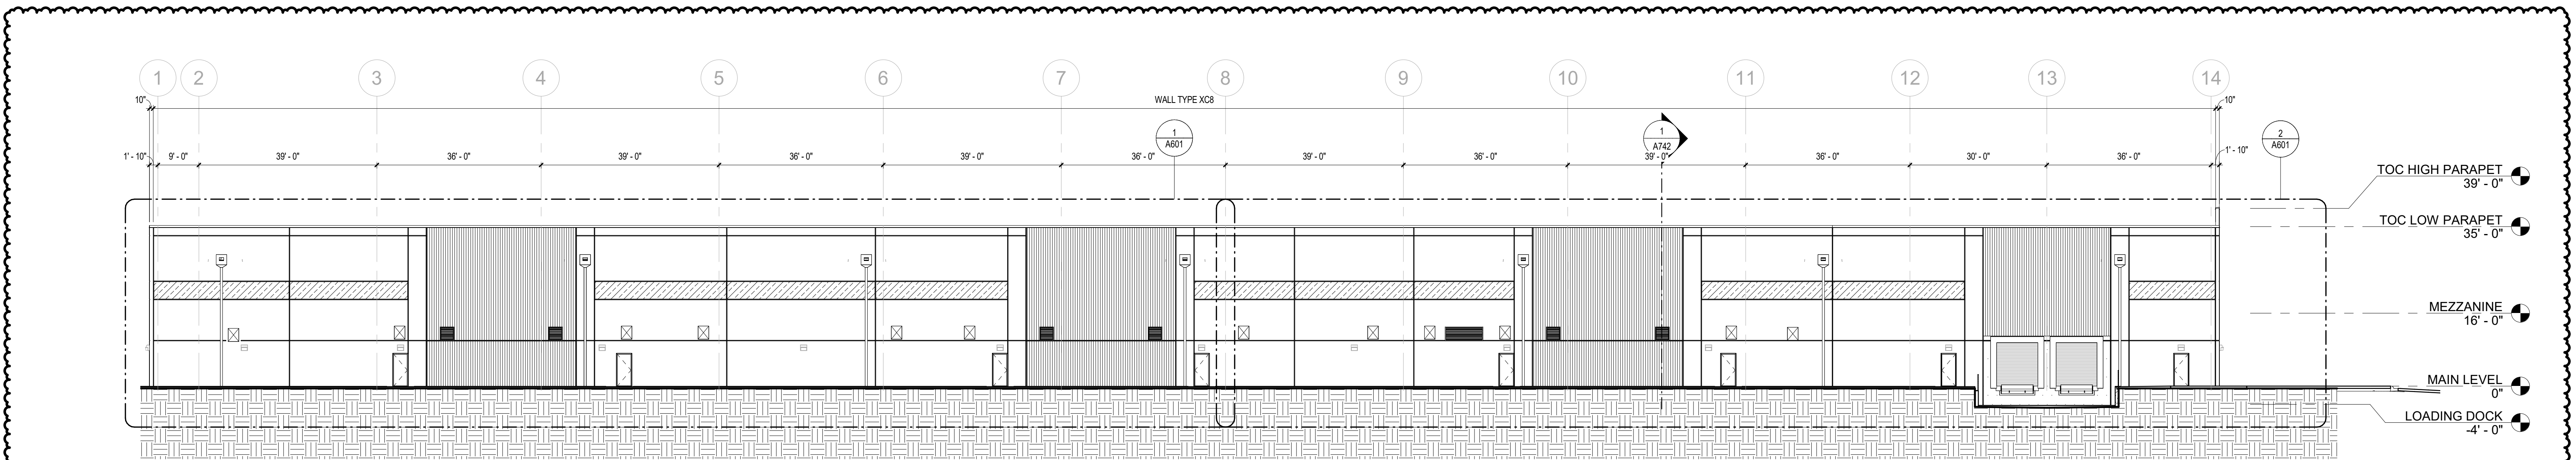 1 2 3 4 5 6 7 8 9 10 11 12 13 14
10" WALL TYPE XC8 10"
1
A601
1
A742
2
A601
1' - 10" 9' - 0" 39' - 0" 36' - 0" 39' - 0" 36' - 0" 39' - 0" 36' - 0" 39' - 0" 36' - 0" 39' - 0" 36' - 0" 30' - 0" 36' - 0" 1' - 10"
TOC HIGH PARAPET
39' - 0"
TOC LOW PARAPET
35' - 0"
MEZZANINE
16' - 0"
MAIN LEVEL
0"
LOADING DOCK
-4' - 0"